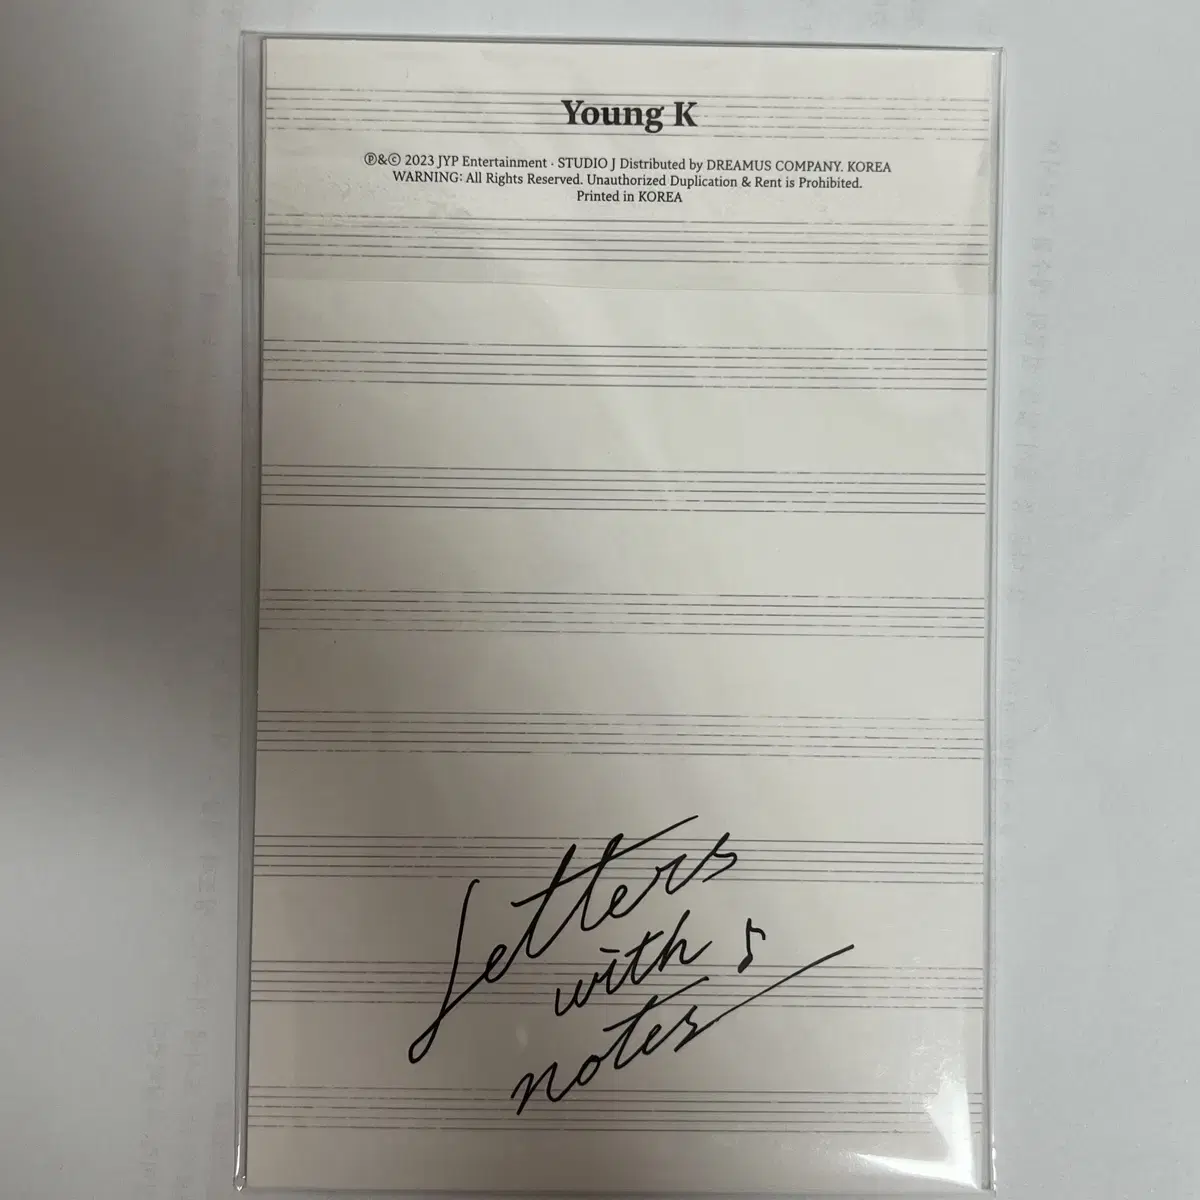 Young K
℗&© 2023 JYP Entertainment · STUDIO J Distributed by DREAMUS COMPANY. KOREA
WARNING: All Rights Reserved. Unauthorized Duplication & Rent is Prohibited.
Printed in KOREA
Letters
with ♪
notes